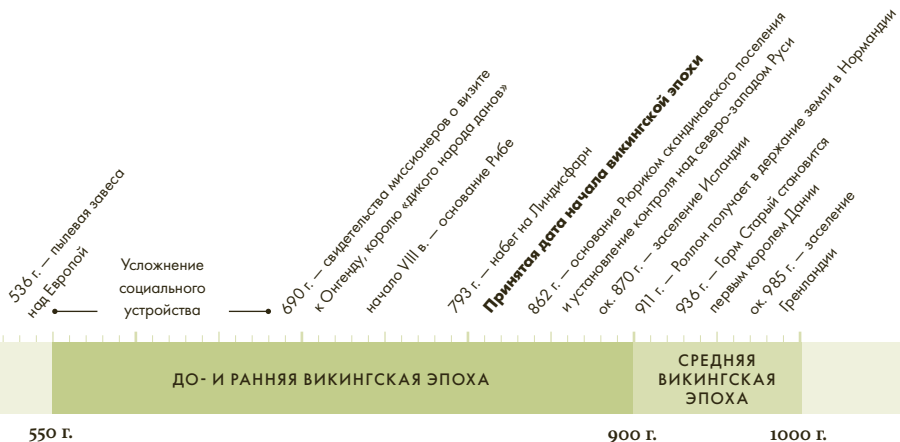 536 г. — пылевая завеса
над Европой
Усложнение
социального
устройства
690 г. — свидетельства миссионеров о визите
к Онгенду, королю «дикого народа данов»
начало VIII в. — основание Рибе
793 г. — набег на Линдисфарн
Принятая дата начала викингской эпохи
862 г. — основание Рюриком скандинавского поселения
и установление контроля над северо-западом Руси
ок. 870 г. — заселение Исландии
911 г. — Роллон получает в держание земли в Нормандии
936 г. — Горм Старый становится
первым королем Дании
ок. 985 г. — заселение
Гренландии
ДО- И РАННЯЯ ВИКИНГСКАЯ ЭПОХА
СРЕДНЯЯ
ВИКИНГСКАЯ
ЭПОХА
550 г.
900 г.
1000 г.